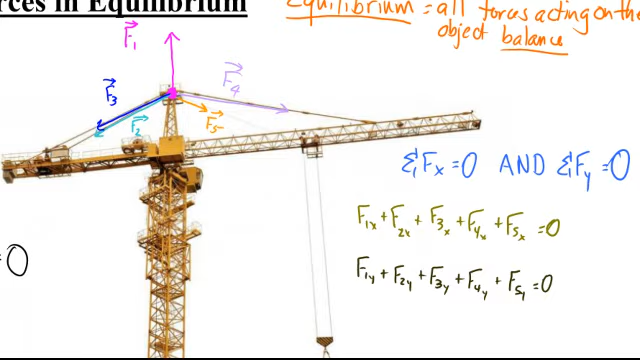 orces in Equilibrium
Equilibrium = all forces acting on the
object balance
F₁
F₃
F₂
F₄
F₅
ΣFx = 0 AND ΣFy = 0
F₁x + F₂x + F₃x + F₄x + F₅x = 0
= 0
F₁y + F₂y + F₃y + F₄y + F₅y = 0